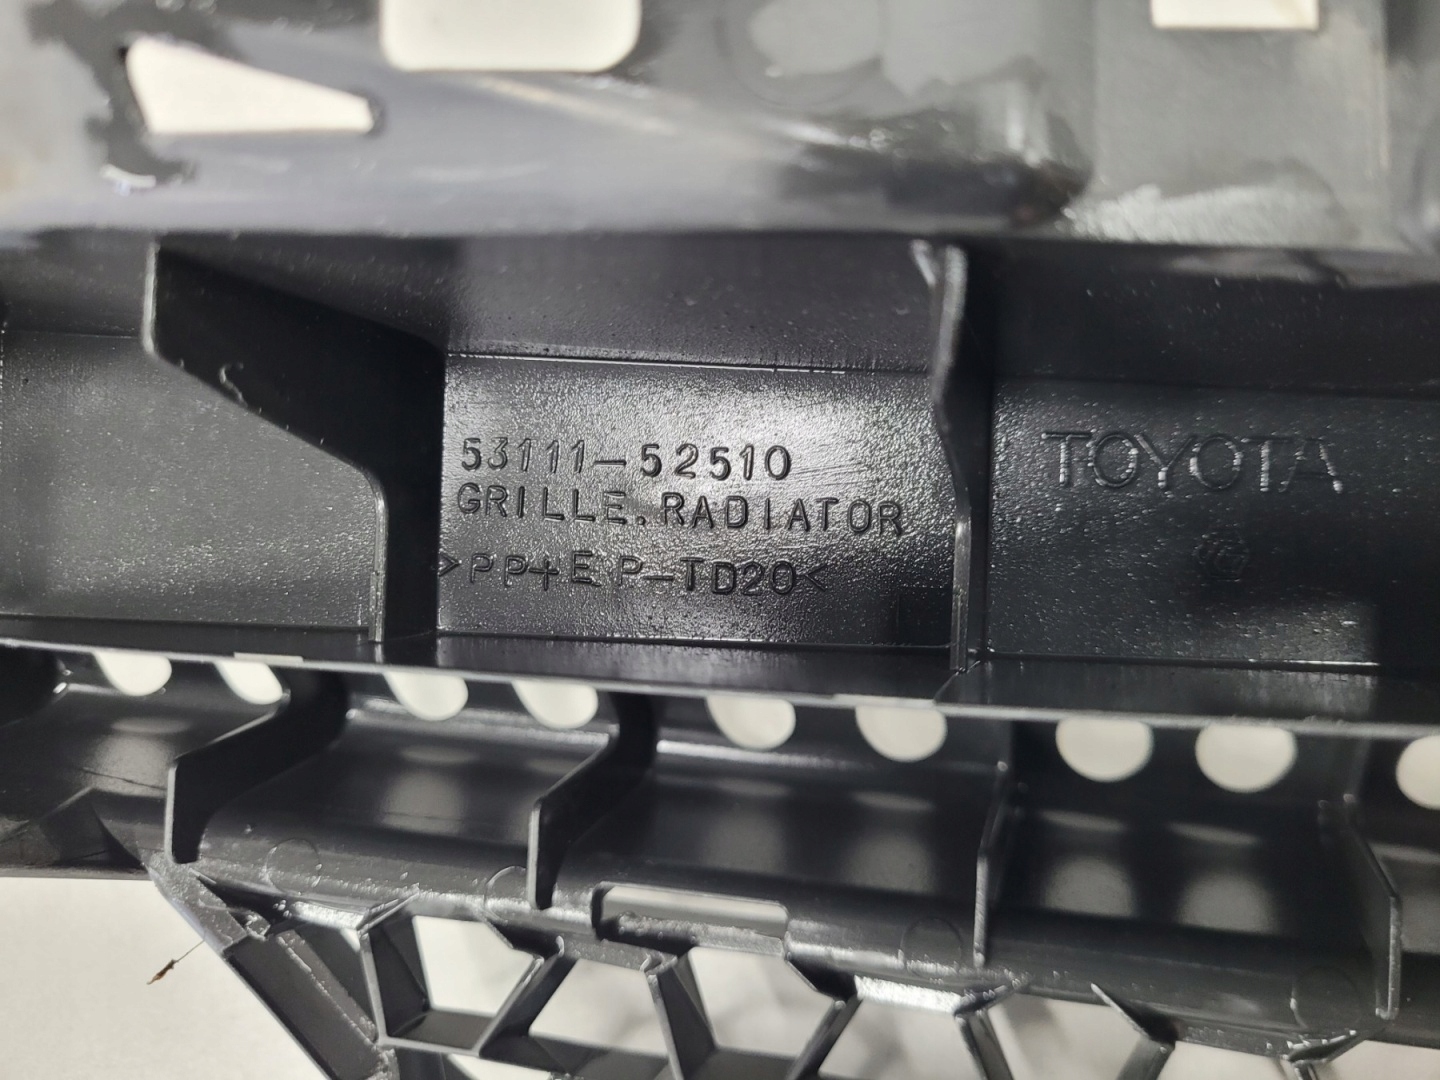 53111-52510
GRILLE.RADIATOR
>PP+EP-TD20<
TOYOTA